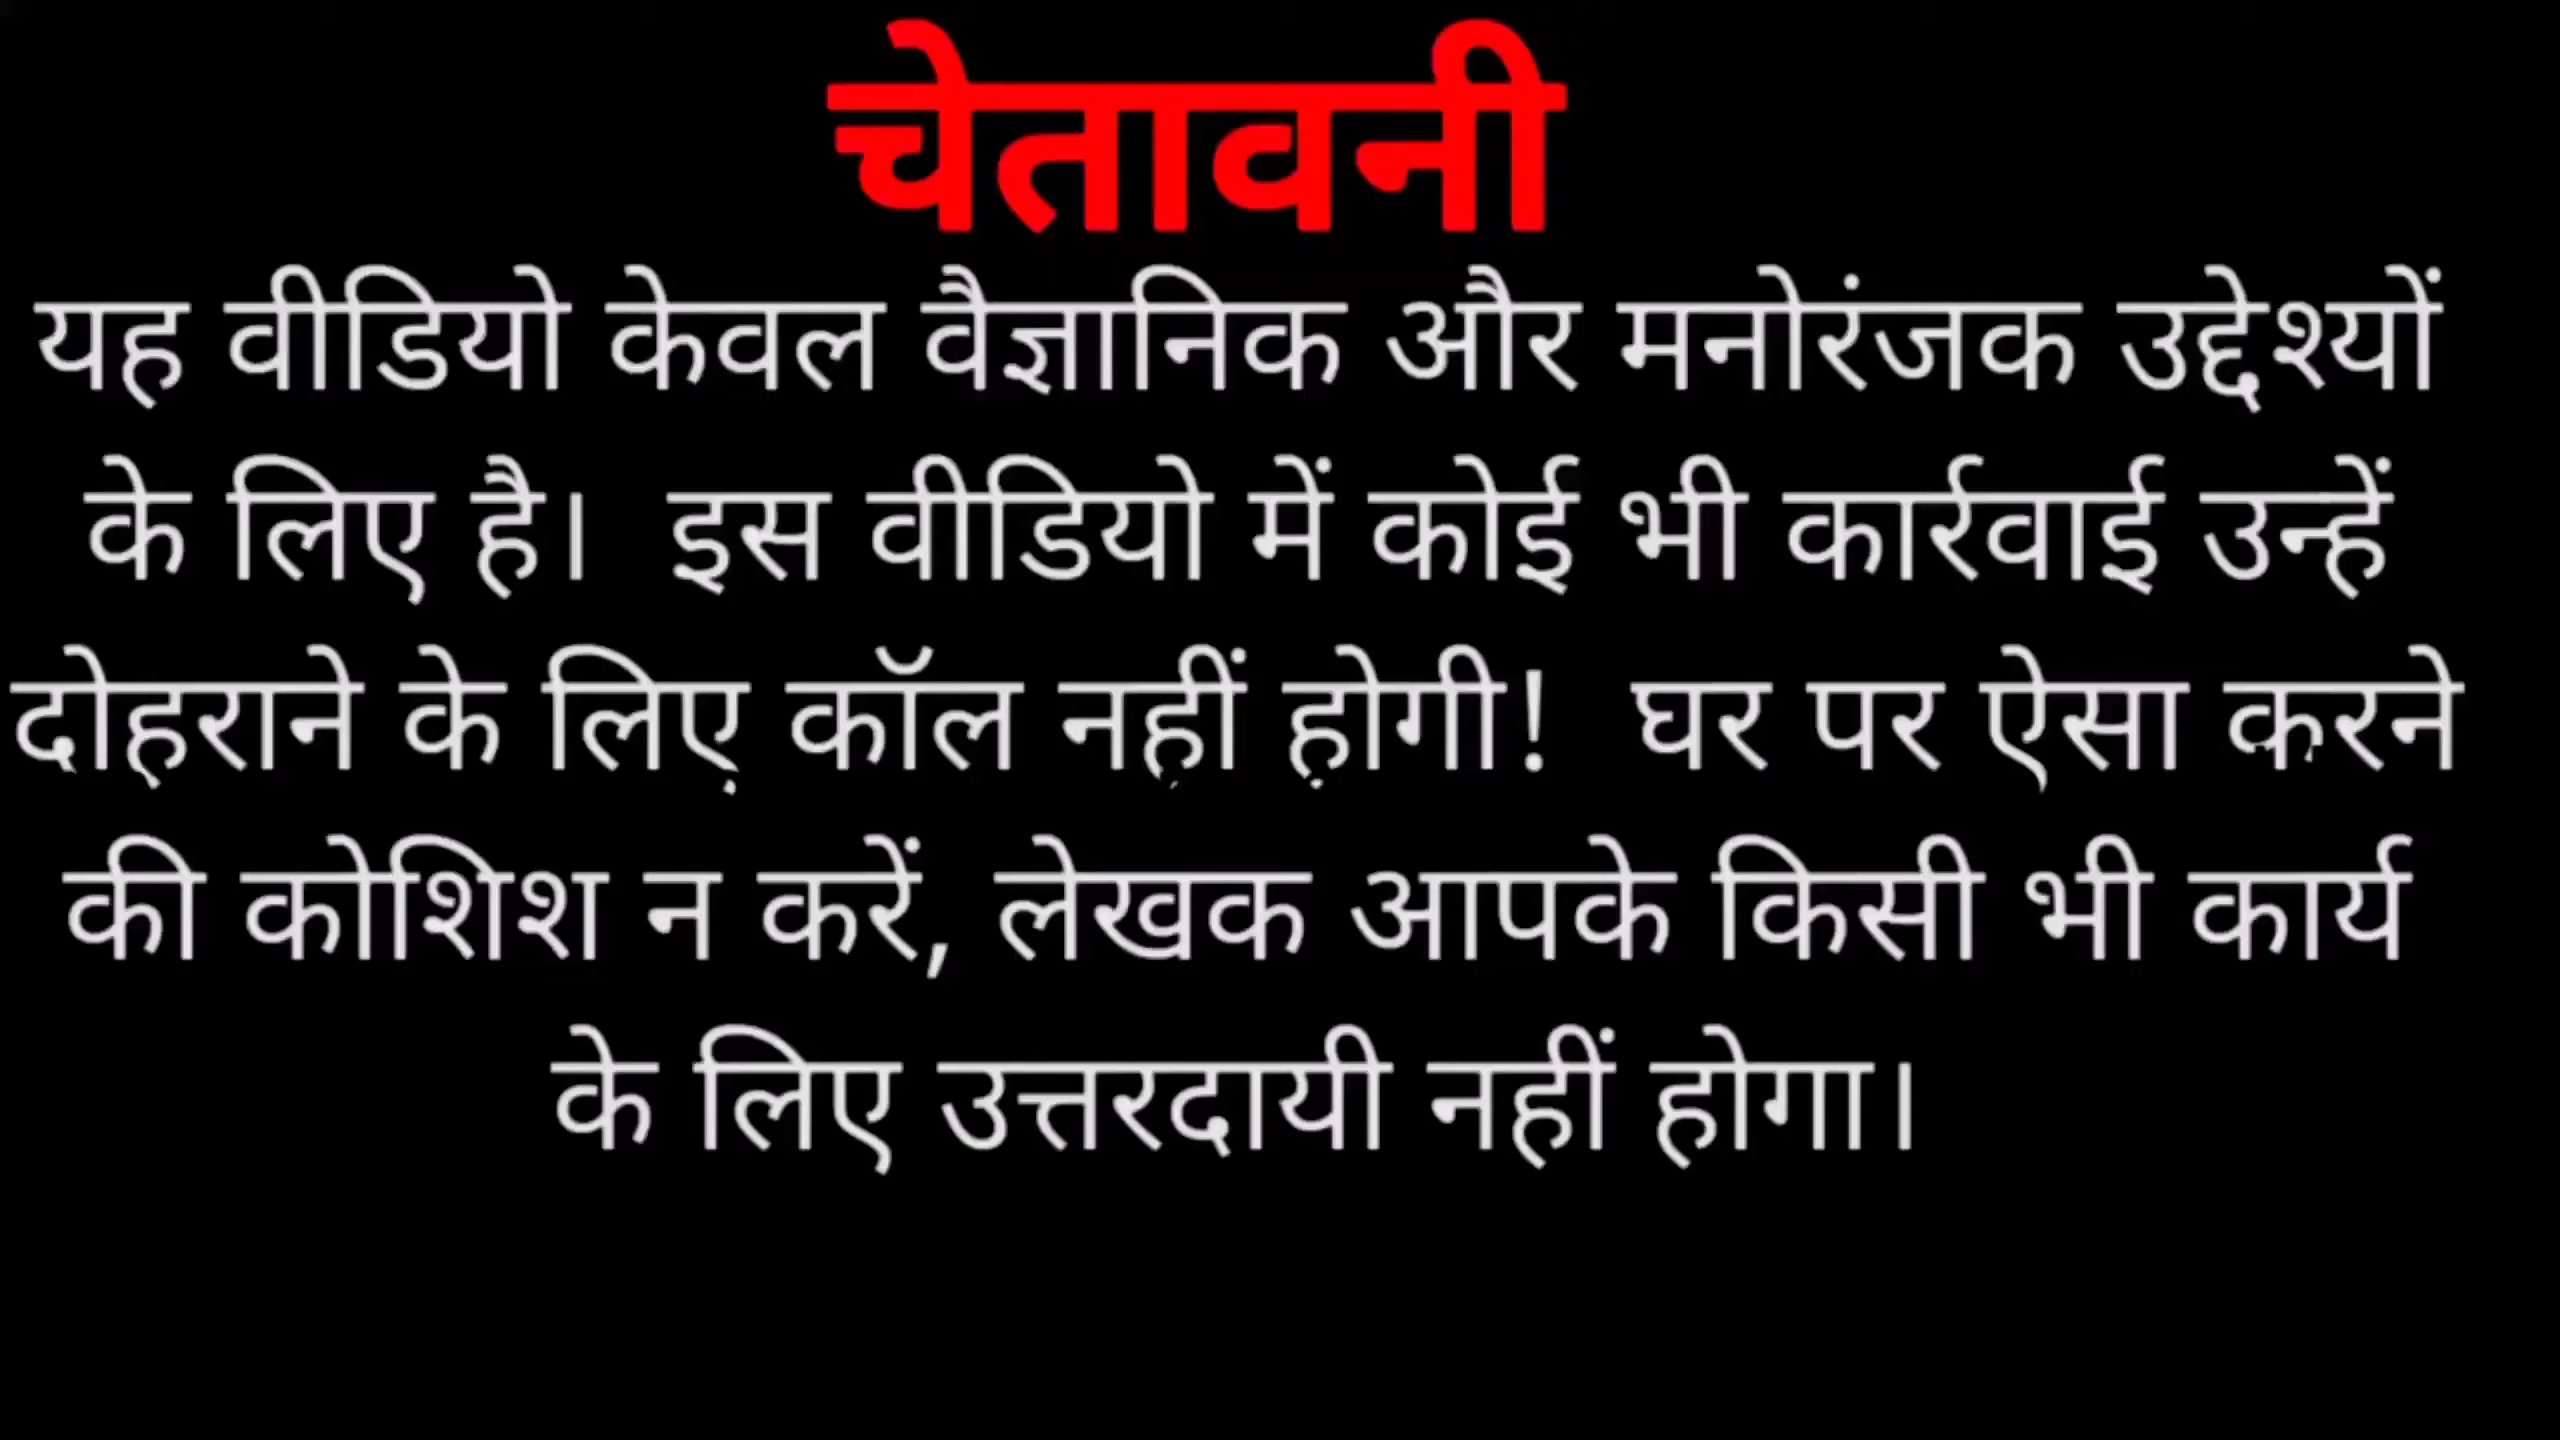 चेतावनी
यह वीडियो केवल वैज्ञानिक और मनोरंजक उद्देश्यों
के लिए है। इस वीडियो में कोई भी कार्रवाई उन्हें
दोहराने के लिए कॉल नहीं होगी! घर पर ऐसा करने
की कोशिश न करें, लेखक आपके किसी भी कार्य
के लिए उत्तरदायी नहीं होगा।